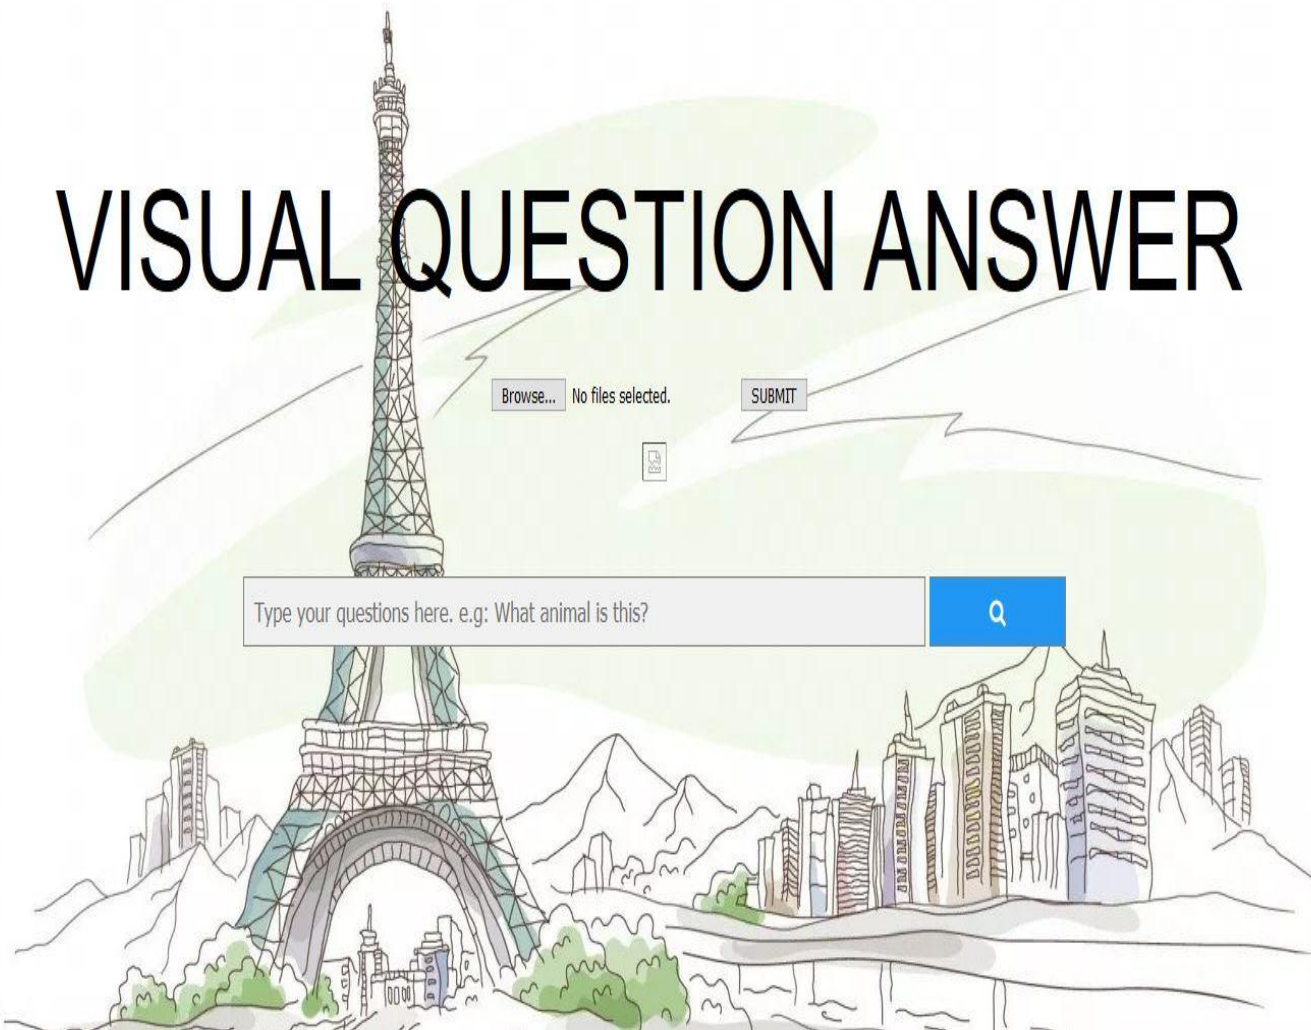 VISUAL QUESTION ANSWER
Browse... No files selected. SUBMIT
Type your questions here. e.g: What animal is this?